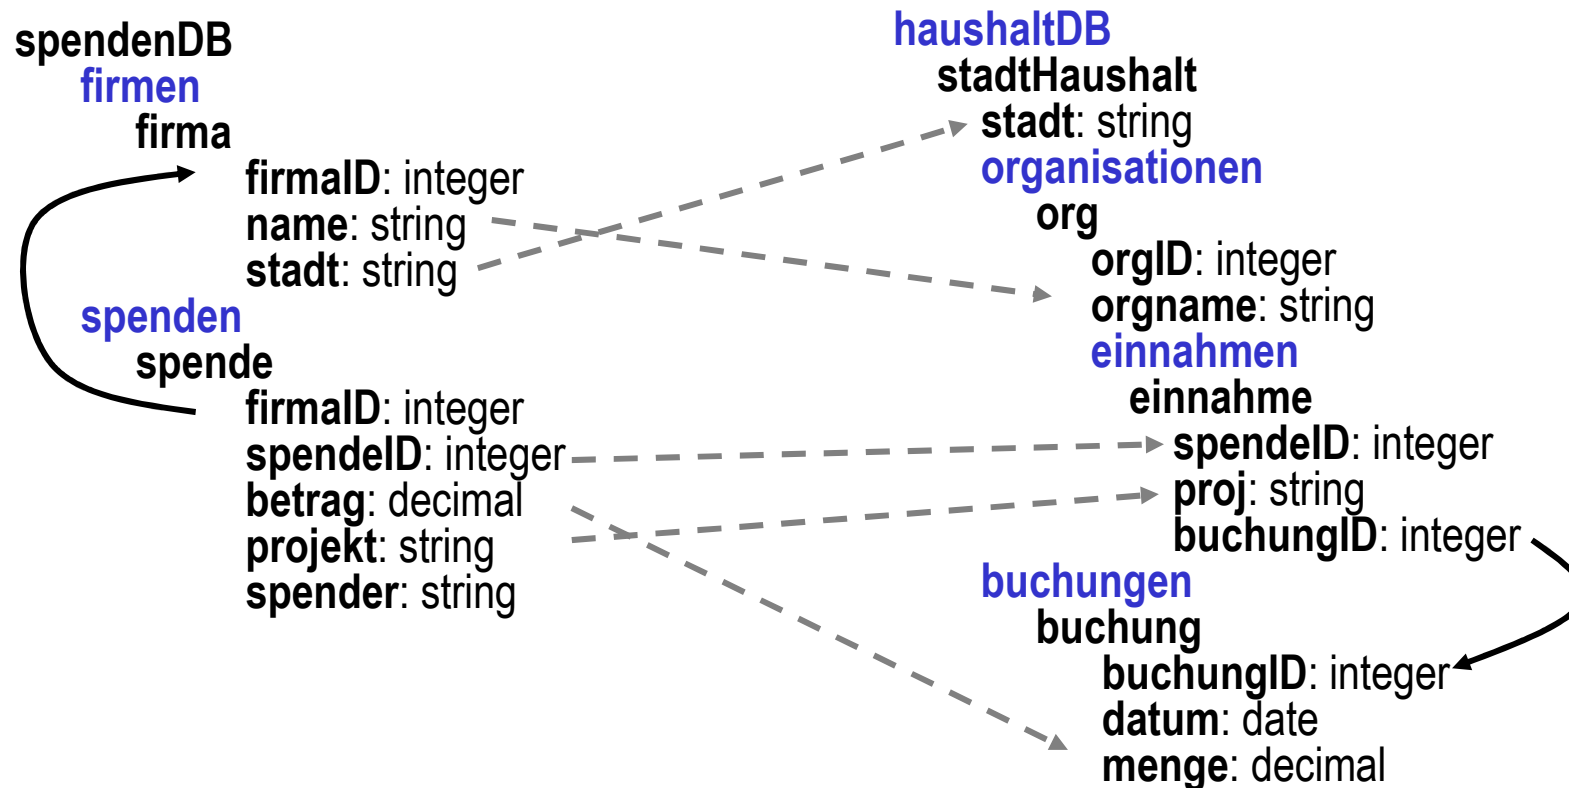 spendenDB
firmen
firma
firmaID: integer
name: string
stadt: string
spenden
spende
firmaID: integer
spendeID: integer
betrag: decimal
projekt: string
spender: string
haushaltDB
stadtHaushalt
stadt: string
organisationen
org
orgID: integer
orgname: string
einnahmen
einnahme
spendeID: integer
proj: string
buchungID: integer
buchungen
buchung
buchungID: integer
datum: date
menge: decimal